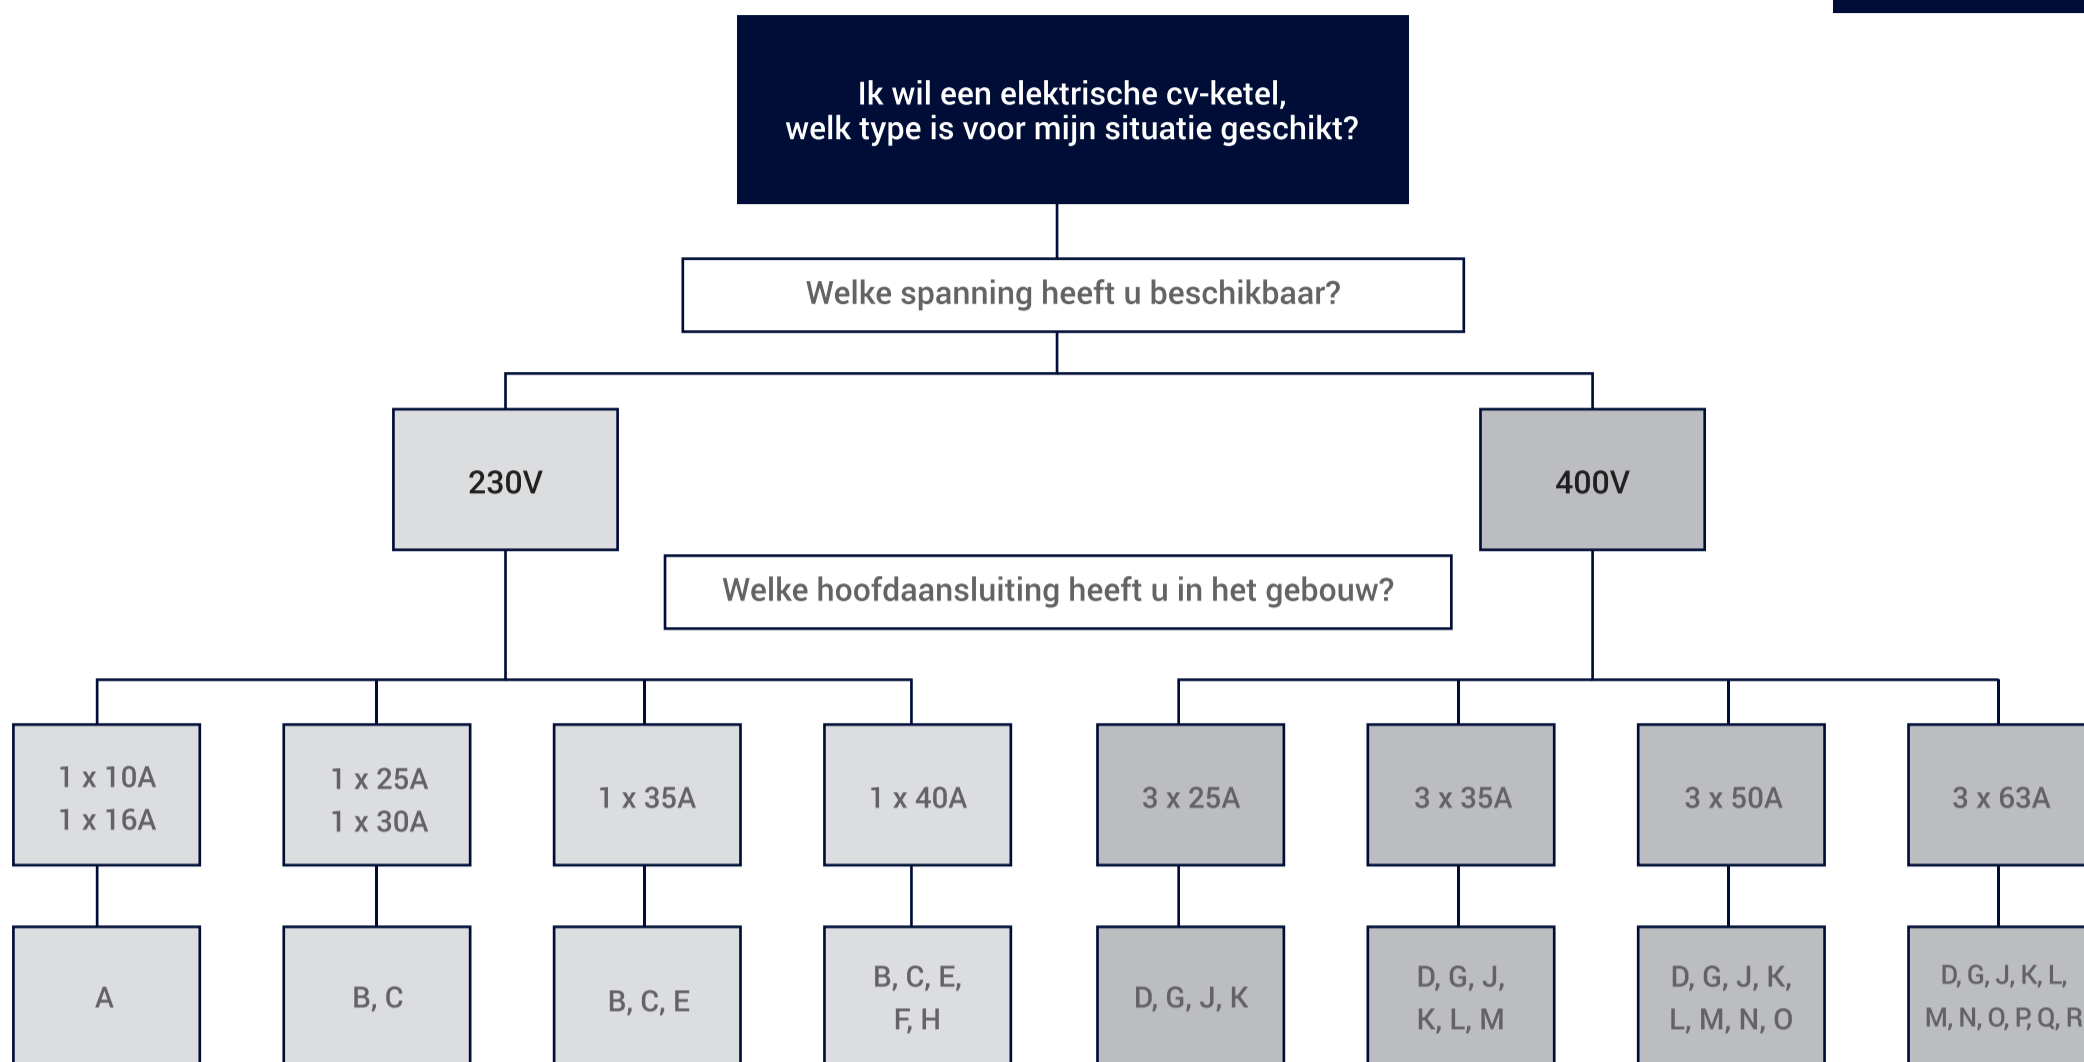 Ik wil een elektrische cv-ketel,
welk type is voor mijn situatie geschikt?
Welke spanning heeft u beschikbaar?
230V
400V
Welke hoofdaansluiting heeft u in het gebouw?
1 x 10A
1 x 16A
1 x 25A
1 x 30A
1 x 35A
1 x 40A
3 x 25A
3 x 35A
3 x 50A
3 x 63A
A
B, C
B, C, E
B, C, E,
F, H
D, G, J, K
D, G, J,
K, L, M
D, G, J, K,
L, M, N, O
D, G, J, K, L,
M, N, O, P, Q, R